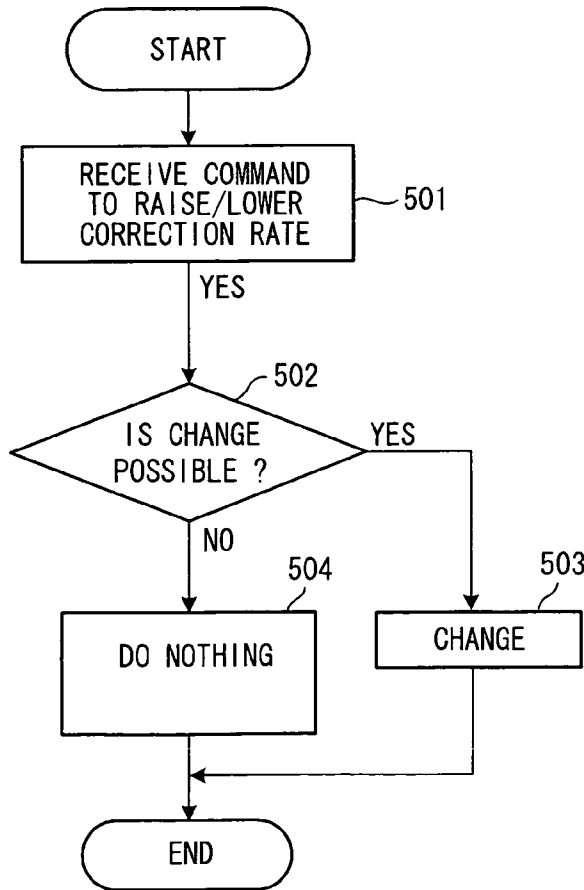 START
RECEIVE COMMAND
TO RAISE/LOWER
CORRECTION RATE
501
YES
502
IS CHANGE
POSSIBLE ?
YES
NO
504
503
DO NOTHING
CHANGE
END